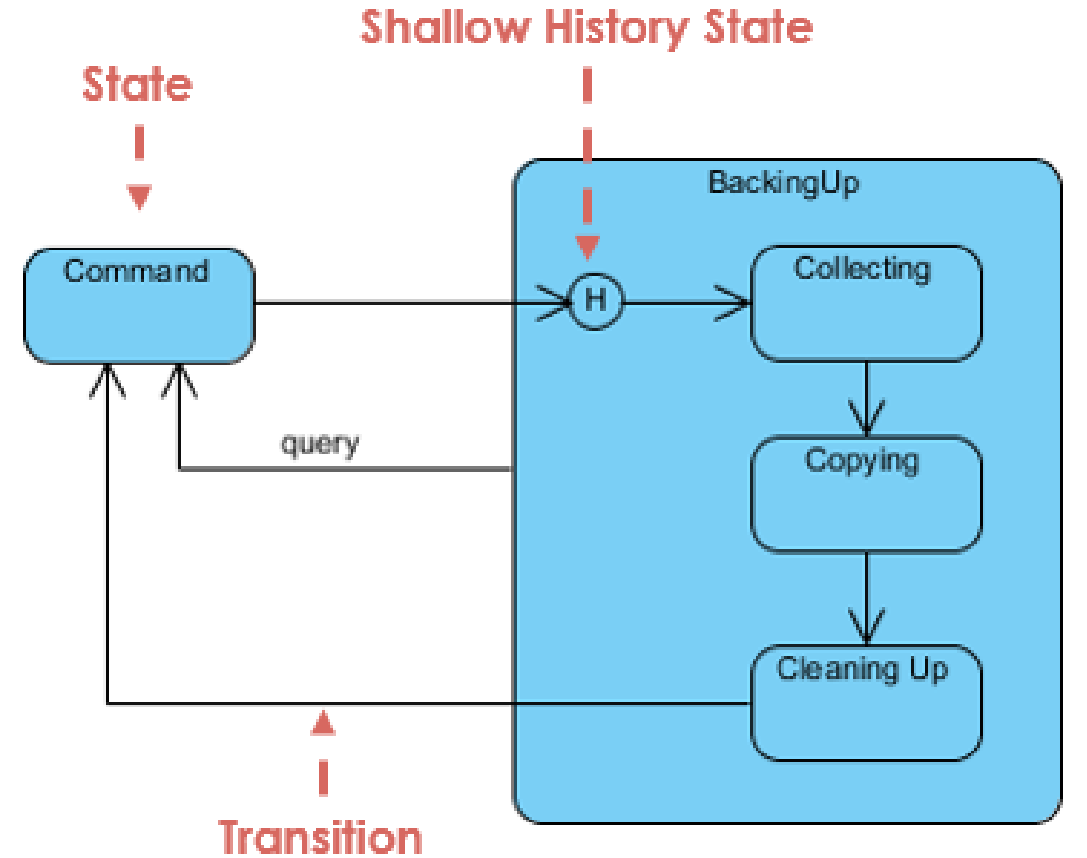 Shallow History State
State
BackingUp
Command
H
Collecting
query
Copying
Cleaning Up
Transition